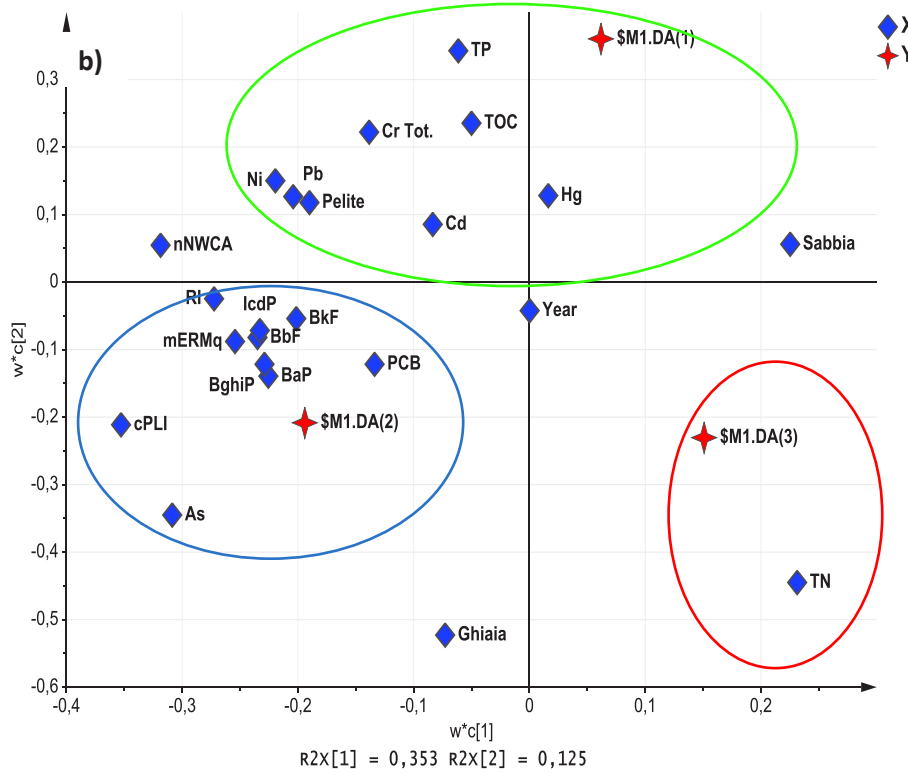 b)
X
Y
$M1.DA(1)
TP
0,3
Cr Tot.
TOC
0,2
Ni
Pb
Pelite
Hg
0,1
Cd
nNWCA
Sabbia
0
RI
IcdP
BkF
Year
mERMq
BbF
-0,1
BghiP
BaP
PCB
-0,2
cPLI
$M1.DA(2)
$M1.DA(3)
-0,3
As
-0,4
TN
-0,5
Ghiaia
-0,6
w*c[2]
-0,4
-0,3
-0,2
-0,1
0
0,1
0,2
w*c[1]
R2X[1] = 0,353 R2X[2] = 0,125